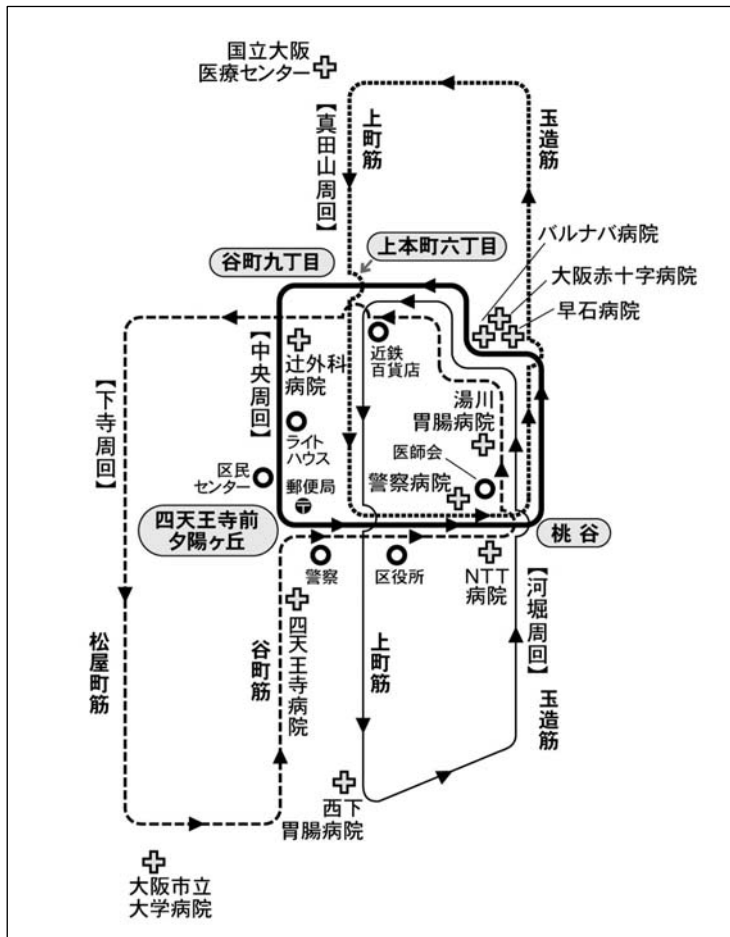 国立大阪
医療センター
【真田山周回】
上町筋
玉造筋
バルナバ病院
大阪赤十字病院
早石病院
谷町九丁目
上本町六丁目
近鉄
百貨店
辻外科
病院
【中央周回】
【下寺周回】
ライト
ハウス
湯川
胃腸病院
医師会
警察病院
区民
センター
郵便局
四天王寺前
夕陽ヶ丘
桃谷
警察
区役所
NTT
病院
【河堀周回】
四天王寺病院
谷町筋
松屋町筋
上町筋
玉造筋
西下
胃腸病院
大阪市立
大学病院